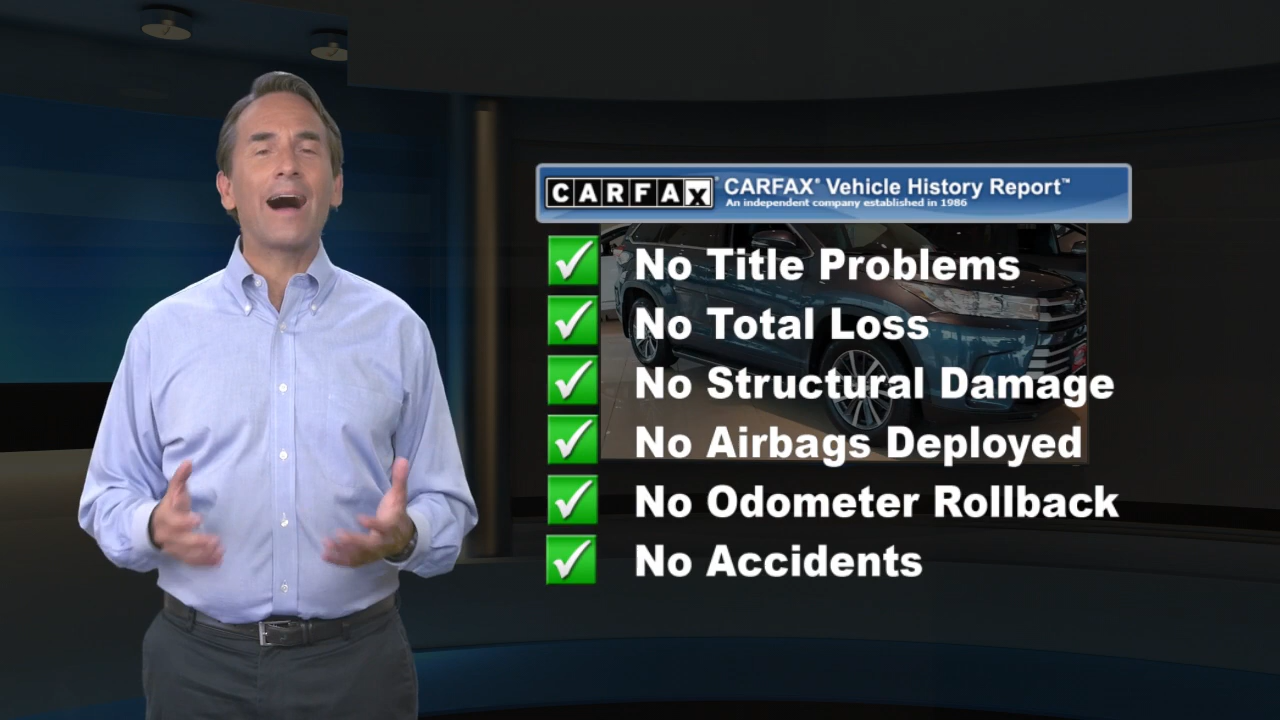 CARFAX® CARFAX® Vehicle History Report™
An independent company established in 1986
No Title Problems
No Total Loss
No Structural Damage
No Airbags Deployed
No Odometer Rollback
No Accidents